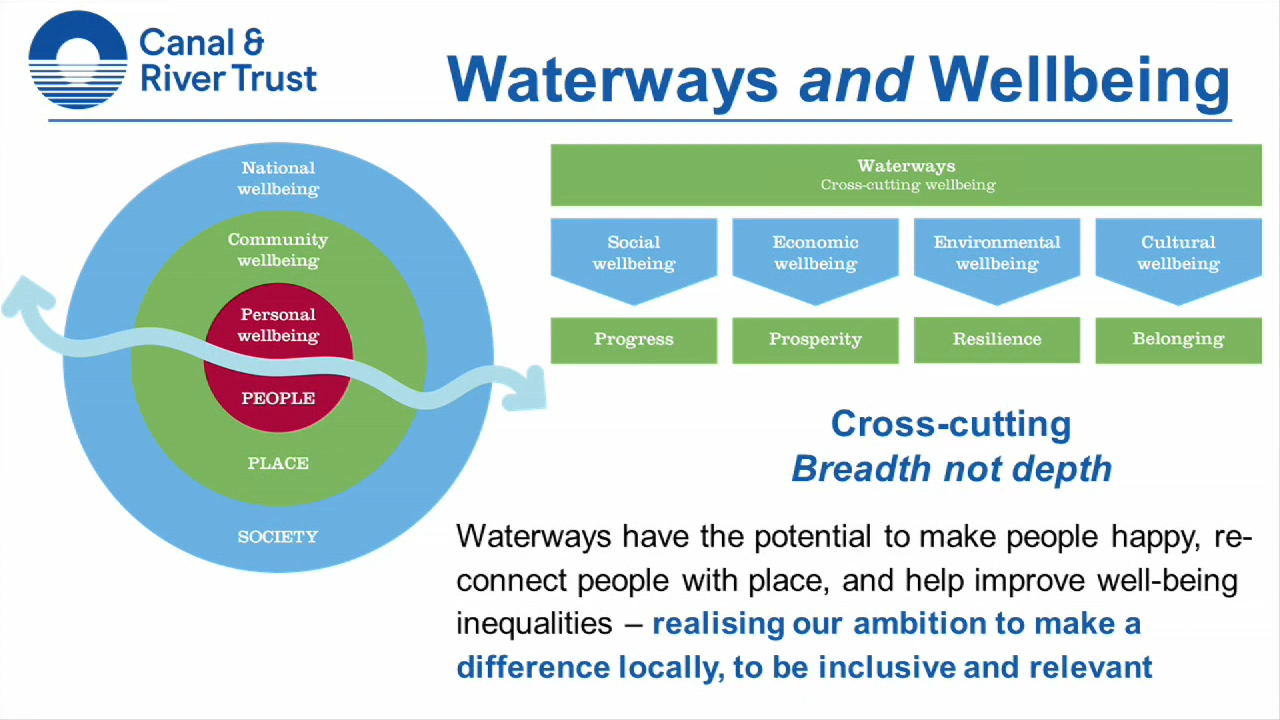 Canal &
River Trust
Waterways and Wellbeing
National
wellbeing
Community
wellbeing
Personal
wellbeing
PEOPLE
PLACE
SOCIETY
Waterways
Cross-cutting wellbeing
Social
wellbeing
Economic
wellbeing
Environmental
wellbeing
Cultural
wellbeing
Progress
Prosperity
Resilience
Belonging
Cross-cutting
Breadth not depth
Waterways have the potential to make people happy, re-
connect people with place, and help improve well-being
inequalities – realising our ambition to make a
difference locally, to be inclusive and relevant